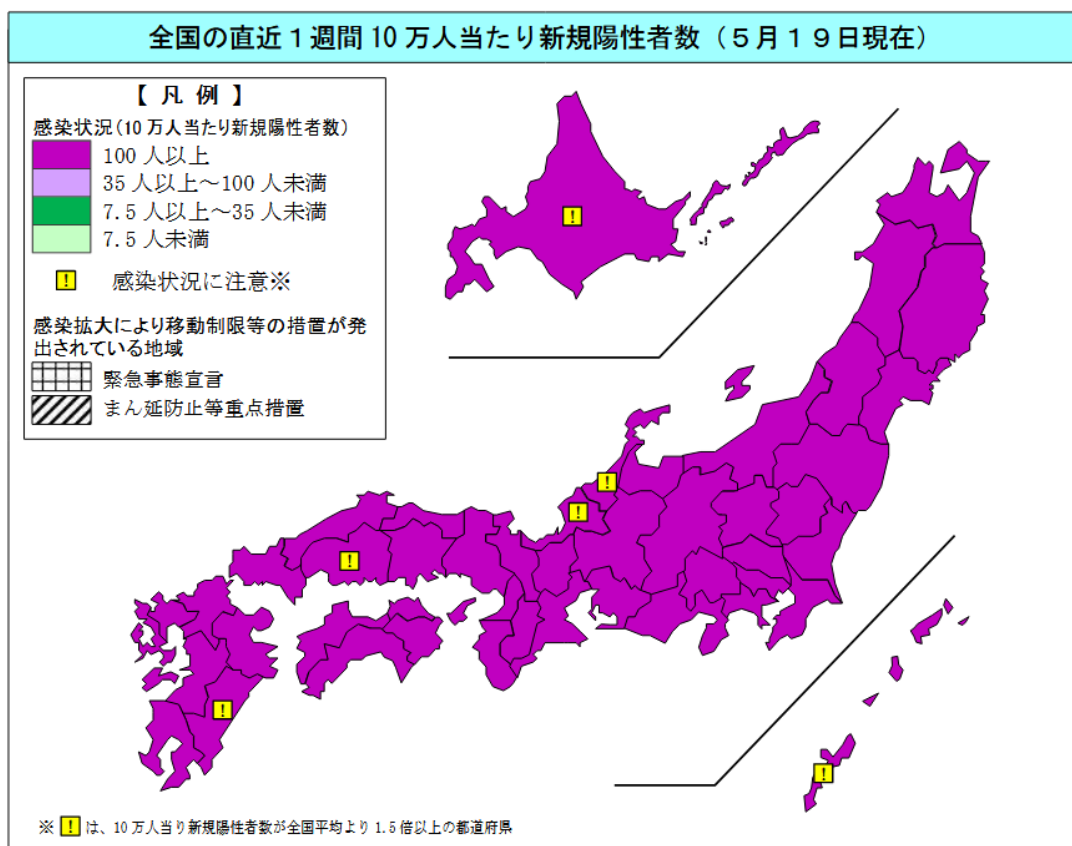 全国の直近１週間 10 万人当たり新規陽性者数（５月１９日現在）
【 凡 例 】
感染状況（10 万人当たり新規陽性者数）
100 人以上
35 人以上～100 人未満
7.5 人以上～35 人未満
7.5 人未満
! 感染状況に注意※
感染拡大により移動制限等の措置が発
出されている地域
緊急事態宣言
まん延防止等重点措置
!
!
!
!
!
!
※ ! は、10 万人当り新規陽性者数が全国平均より 1.5 倍以上の都道府県